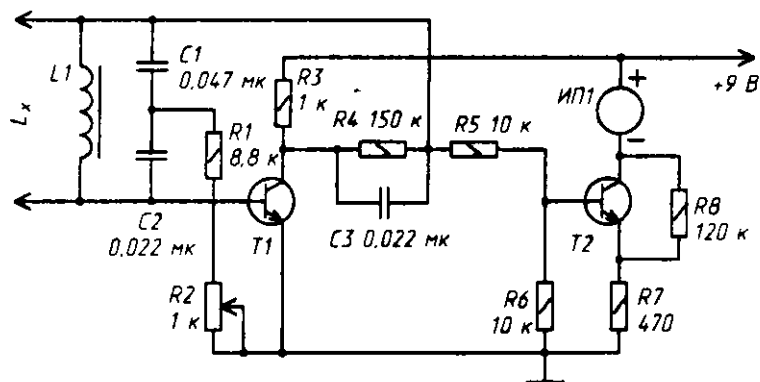 Lх
L1
C1
0,047 мк
R1
8,8 к
C2
0,022 мк
R2
1 к
T1
R3
1 к
R4 150 к
C3 0,022 мк
R5 10 к
R6
10 к
T2
ИП1
+
−
+9 В
R8
120 к
R7
470